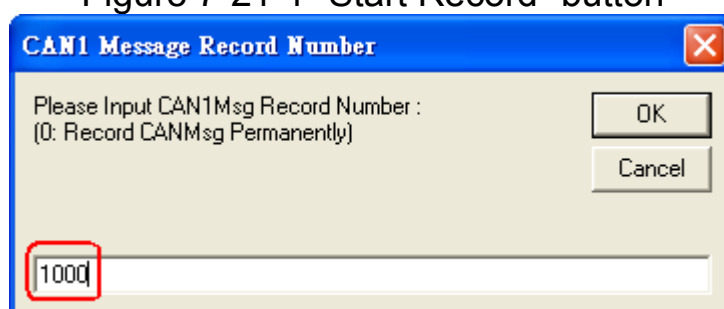 Figure 7-21-1 "Start Record" button
CAN1 Message Record Number
Please Input CAN1Msg Record Number :
(0: Record CANMsg Permanently)
OK
Cancel
1000